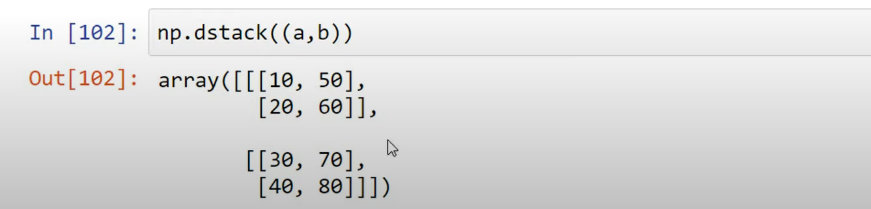 In [102]: np.dstack((a,b))
Out[102]: array([[[10, 50],
[20, 60]],
[[30, 70],
[40, 80]]])